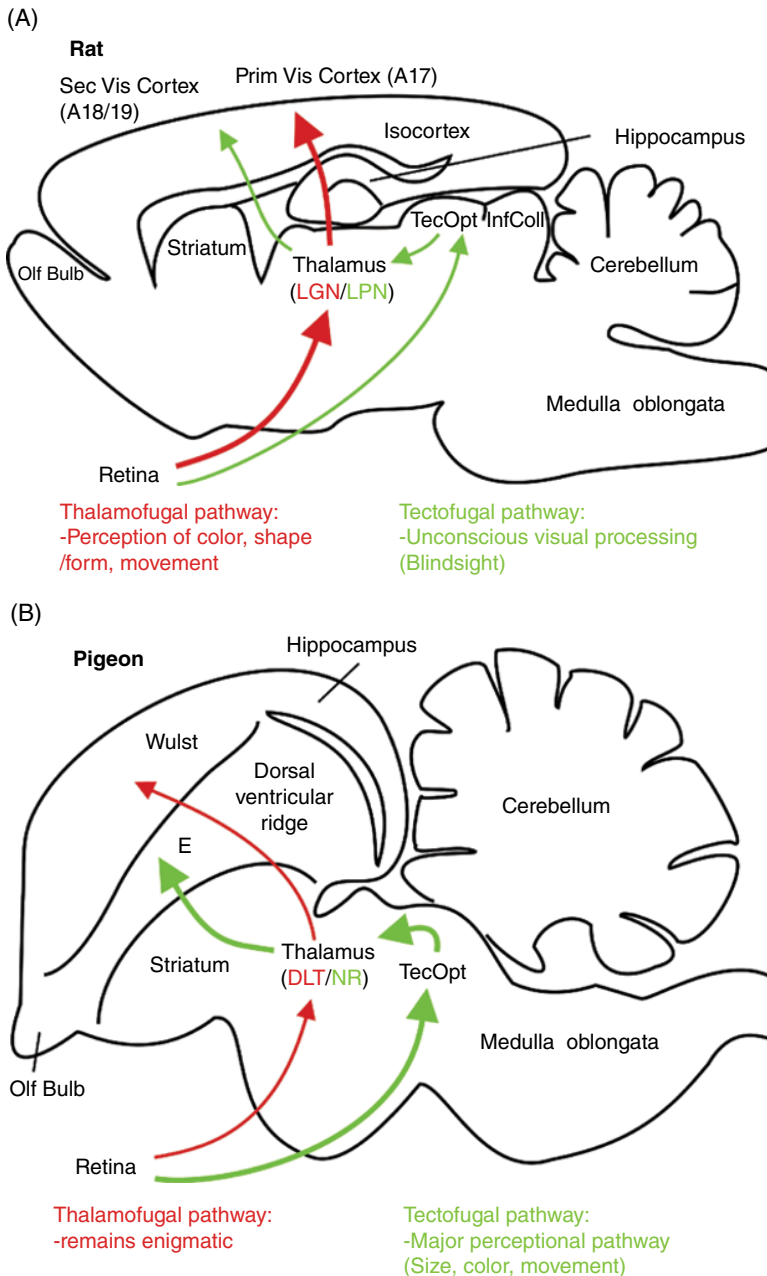 (A)
Rat
Sec Vis Cortex
(A18/19)
Prim Vis Cortex (A17)
Isocortex
Hippocampus
Olf Bulb
Striatum
Thalamus
(LGN/LPN)
TecOpt InfColl
Cerebellum
Medulla oblongata
Retina
Thalamofugal pathway:
-Perception of color, shape
/form, movement
Tectofugal pathway:
-Unconscious visual processing
(Blindsight)
(B)
Pigeon
Hippocampus
Wulst
Dorsal
ventricular
ridge
E
Cerebellum
Striatum
Thalamus
(DLT/NR)
TecOpt
Medulla oblongata
Olf Bulb
Retina
Thalamofugal pathway:
-remains enigmatic
Tectofugal pathway:
-Major perceptional pathway
(Size, color, movement)